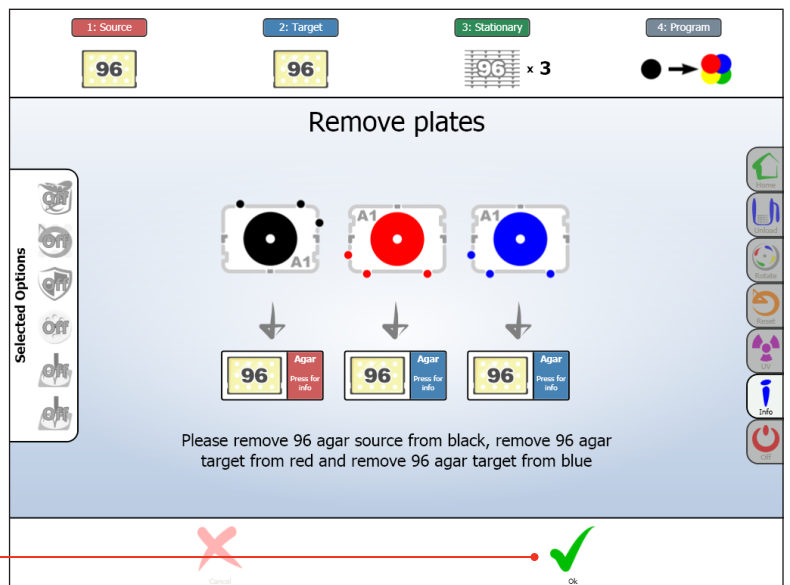 1: Source
2: Target
3: Stationary
4: Program
96
96
96 x 3
Remove plates
Selected Options
Off
Off
Off
Off
Off
Off
A1
A1
A1
Home
Unload
Rotate
Reset
UV
Info
Off
96
Agar
Press for
info
96
Agar
Press for
info
96
Agar
Press for
info
Please remove 96 agar source from black, remove 96 agar
target from red and remove 96 agar target from blue
Cancel
Ok